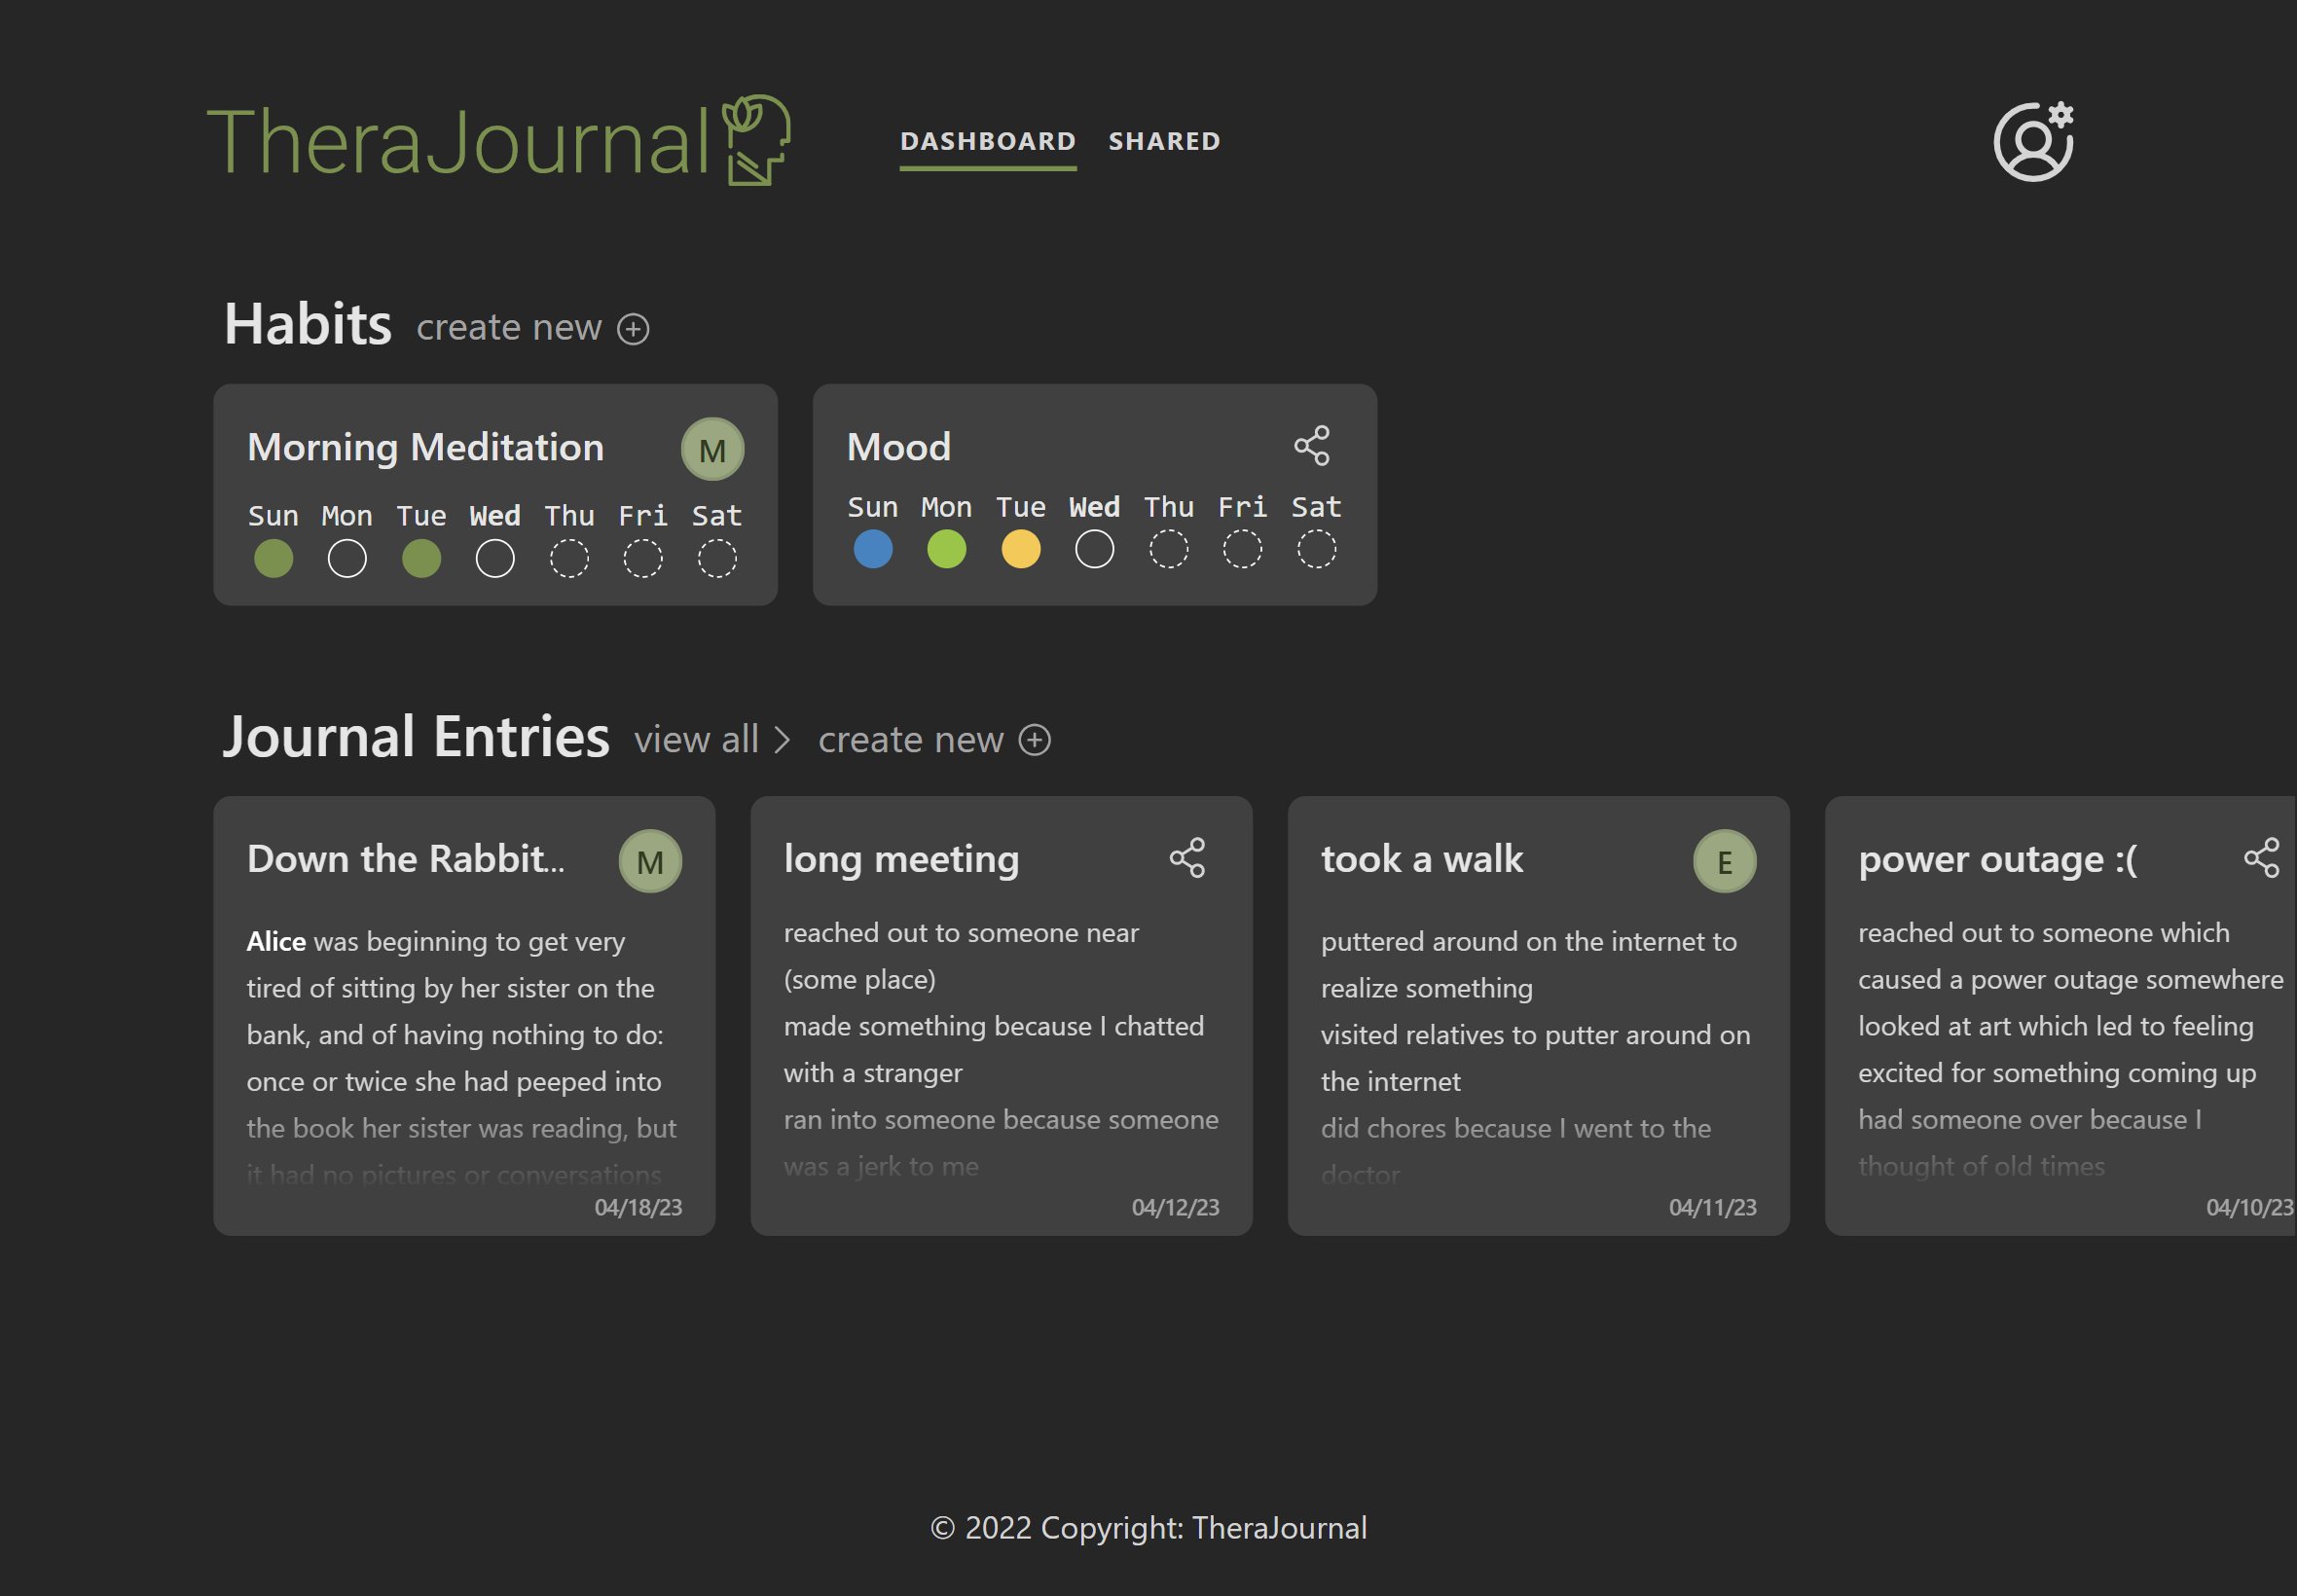 TheraJournal
DASHBOARD SHARED
Habits create new
Morning Meditation M
Sun Mon Tue Wed Thu Fri Sat
Mood
Sun Mon Tue Wed Thu Fri Sat
Journal Entries view all create new
Down the Rabbit... M
Alice was beginning to get very
tired of sitting by her sister on the
bank, and of having nothing to do:
once or twice she had peeped into
the book her sister was reading, but
it had no pictures or conversations
04/18/23
long meeting
reached out to someone near
(some place)
made something because I chatted
with a stranger
ran into someone because someone
was a jerk to me
04/12/23
took a walk E
puttered around on the internet to
realize something
visited relatives to putter around on
the internet
did chores because I went to the
doctor
04/11/23
power outage :(
reached out to someone which
caused a power outage somewhere
looked at art which led to feeling
excited for something coming up
had someone over because I
thought of old times
04/10/23
© 2022 Copyright: TheraJournal